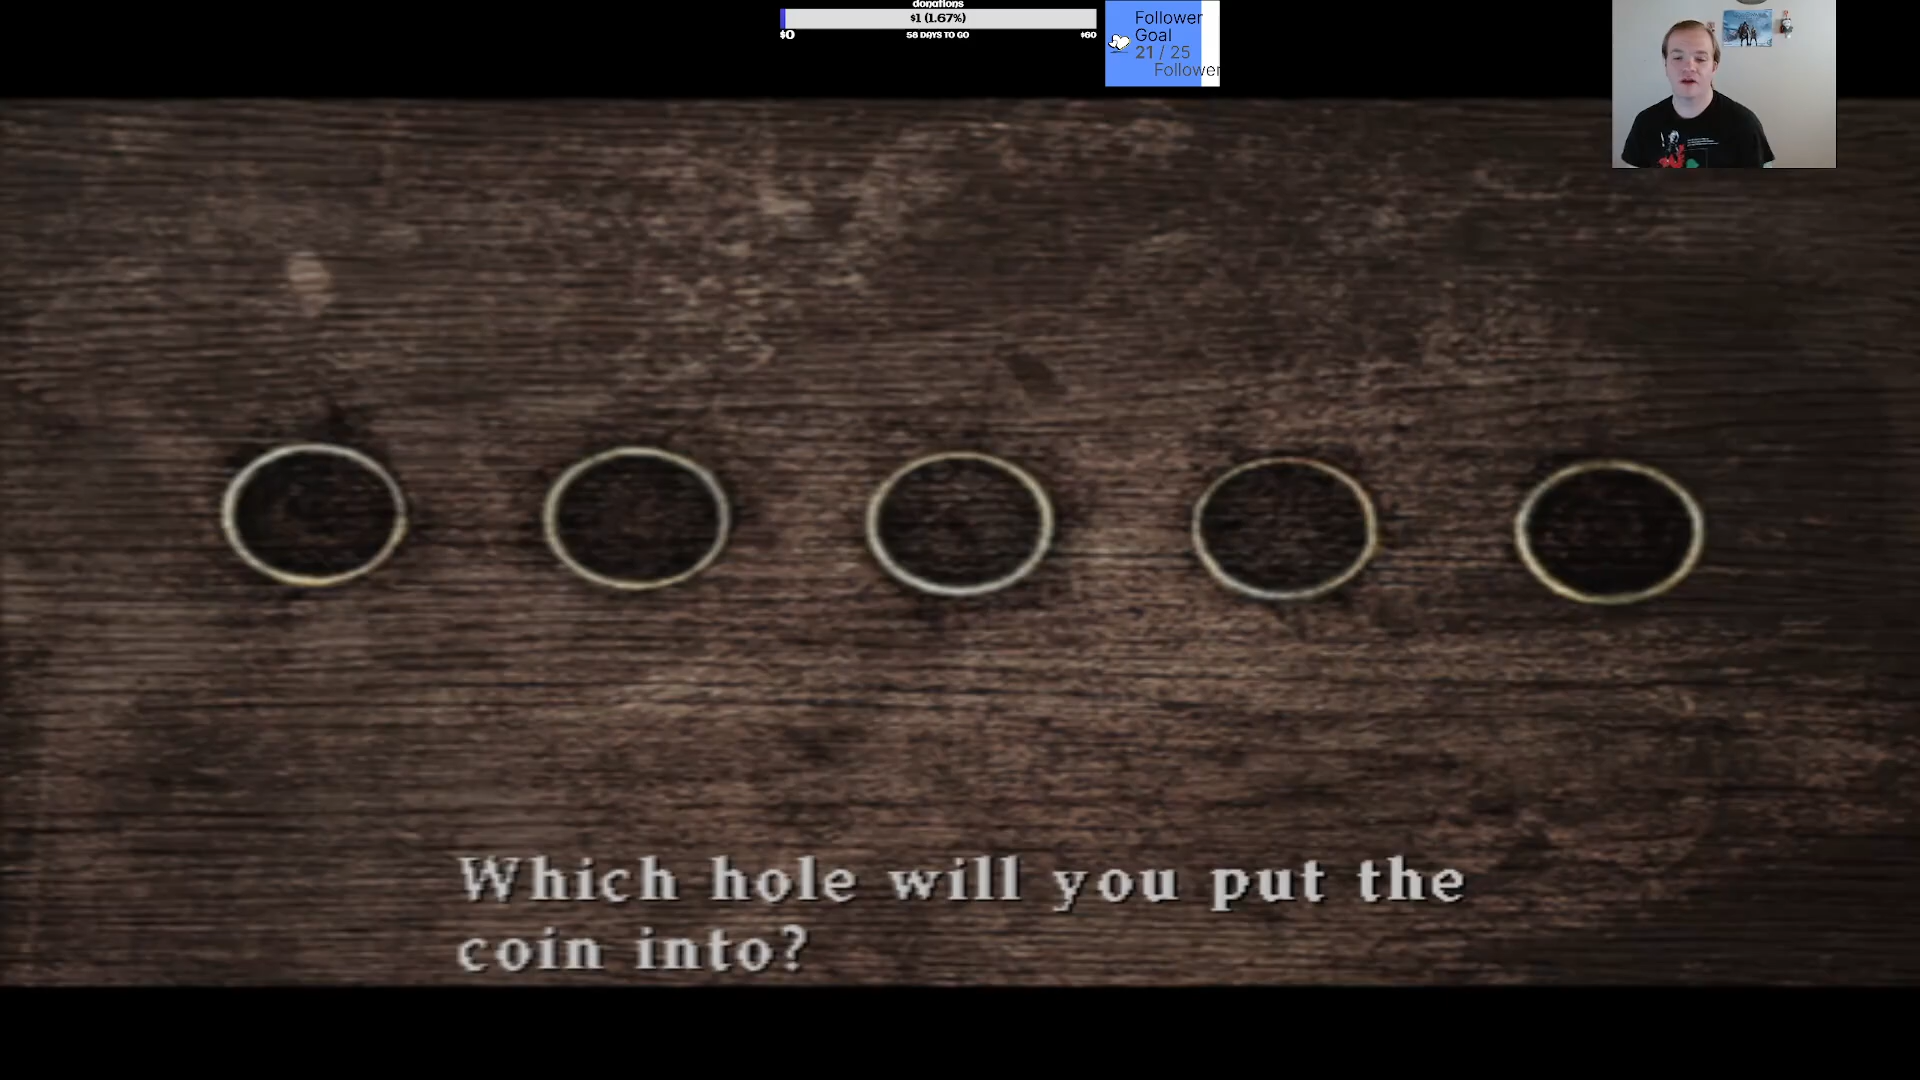 donations
$1 (1.67%)
$0
58 DAYS TO GO
$60
Follower
Goal
21 / 25
Follower
Which hole will you put the
coin into?